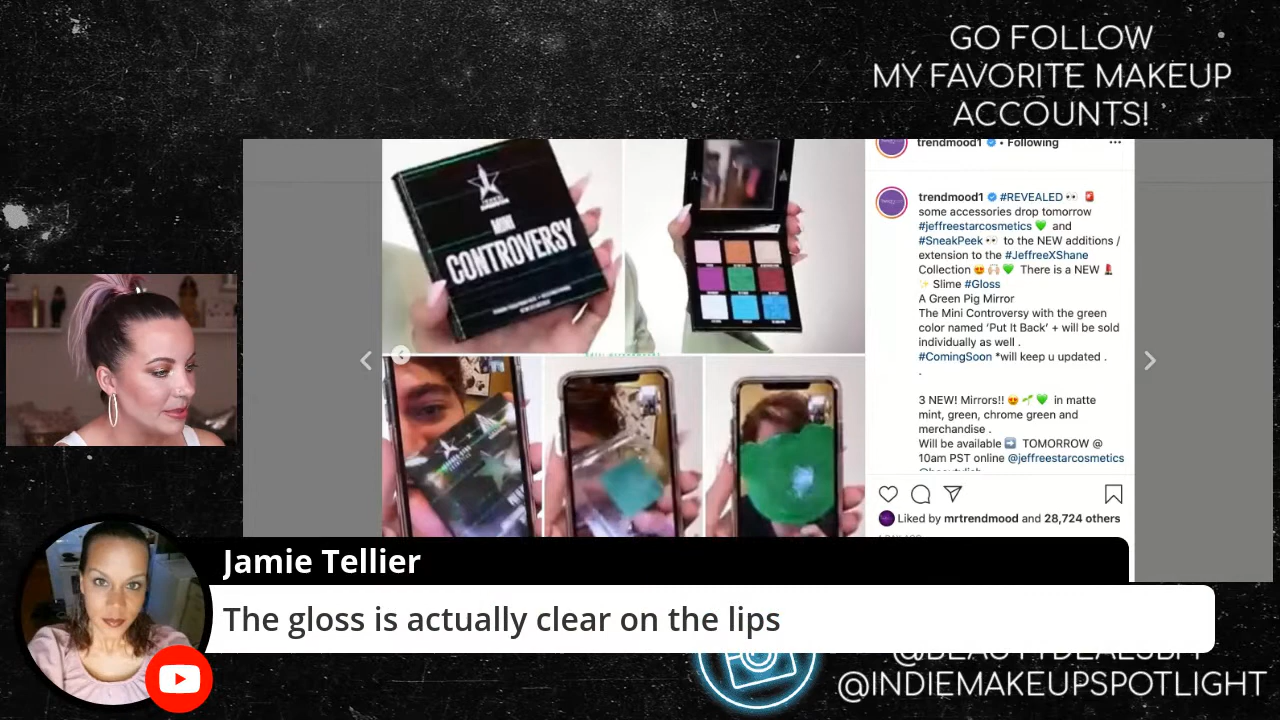 GO FOLLOW
MY FAVORITE MAKEUP
ACCOUNTS!
MINI
CONTROVERSY
trendmood1 • Following
trendmood1 #REVEALED 👀 🚨
some accessories drop tomorrow
#jeffreestarcosmetics 💚 and
#SneakPeek 👀 to the NEW additions /
extension to the #JeffreeXShane
Collection 😍 🙌🏻 💚 There is a NEW 💄
✨ Slime #Gloss
A Green Pig Mirror
The Mini Controversy with the green
color named 'Put It Back' + will be sold
individually as well .
#ComingSoon *will keep u updated .
.
3 NEW! Mirrors!! 😍 🌱 💚 in matte
mint, green, chrome green and
merchandise .
Will be available ➡️ TOMORROW @
10am PST online @jeffreestarcosmetics
Liked by mrtrendmood and 28,724 others
Jamie Tellier
The gloss is actually clear on the lips
@INDIEMAKEUPSPOTLIGHT